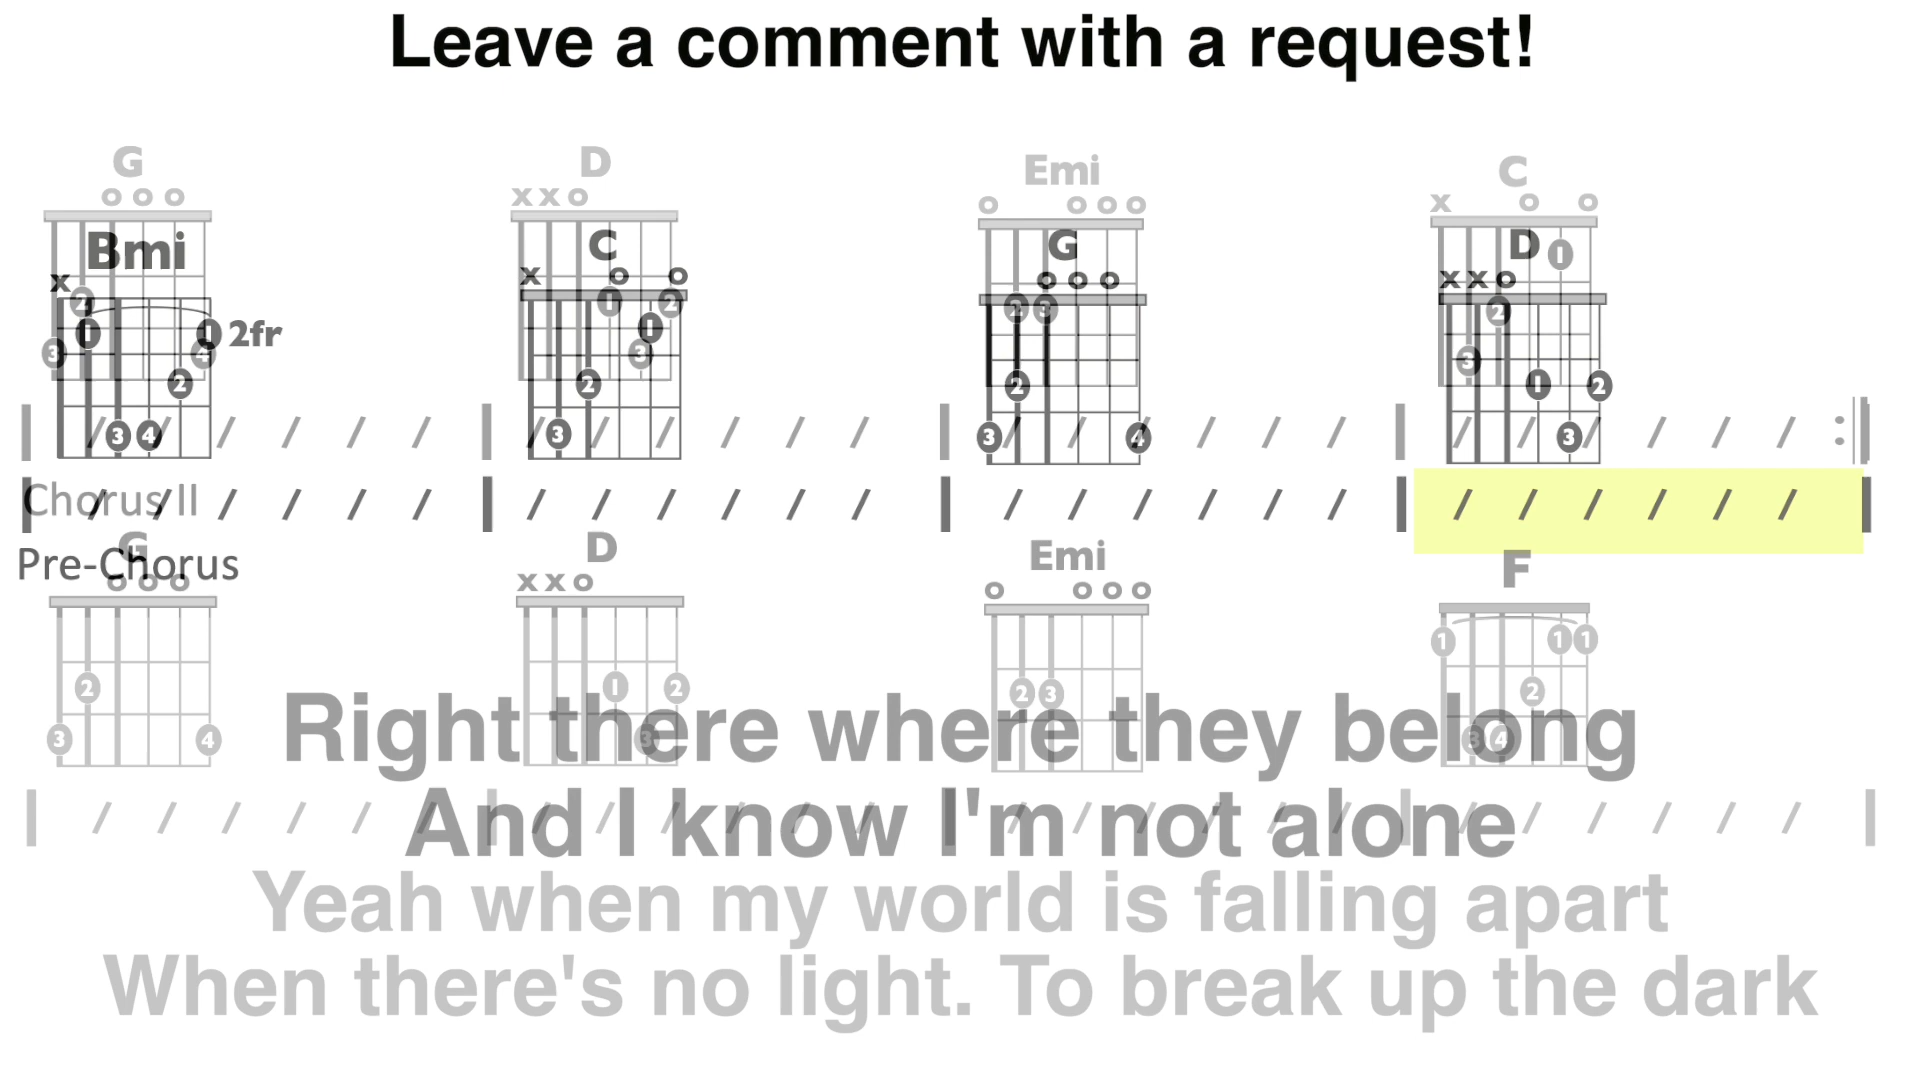 Leave a comment with a request!
G D Emi C
o o o x x o o o o o x o o
Bmi C G D
x x o o o o o x x o
2fr
Chorus II
Pre-Chorus
G D Emi F
o o o x x o o o o o
Right there where they belong
And I know I'm not alone
Yeah when my world is falling apart
When there's no light. To break up the dark